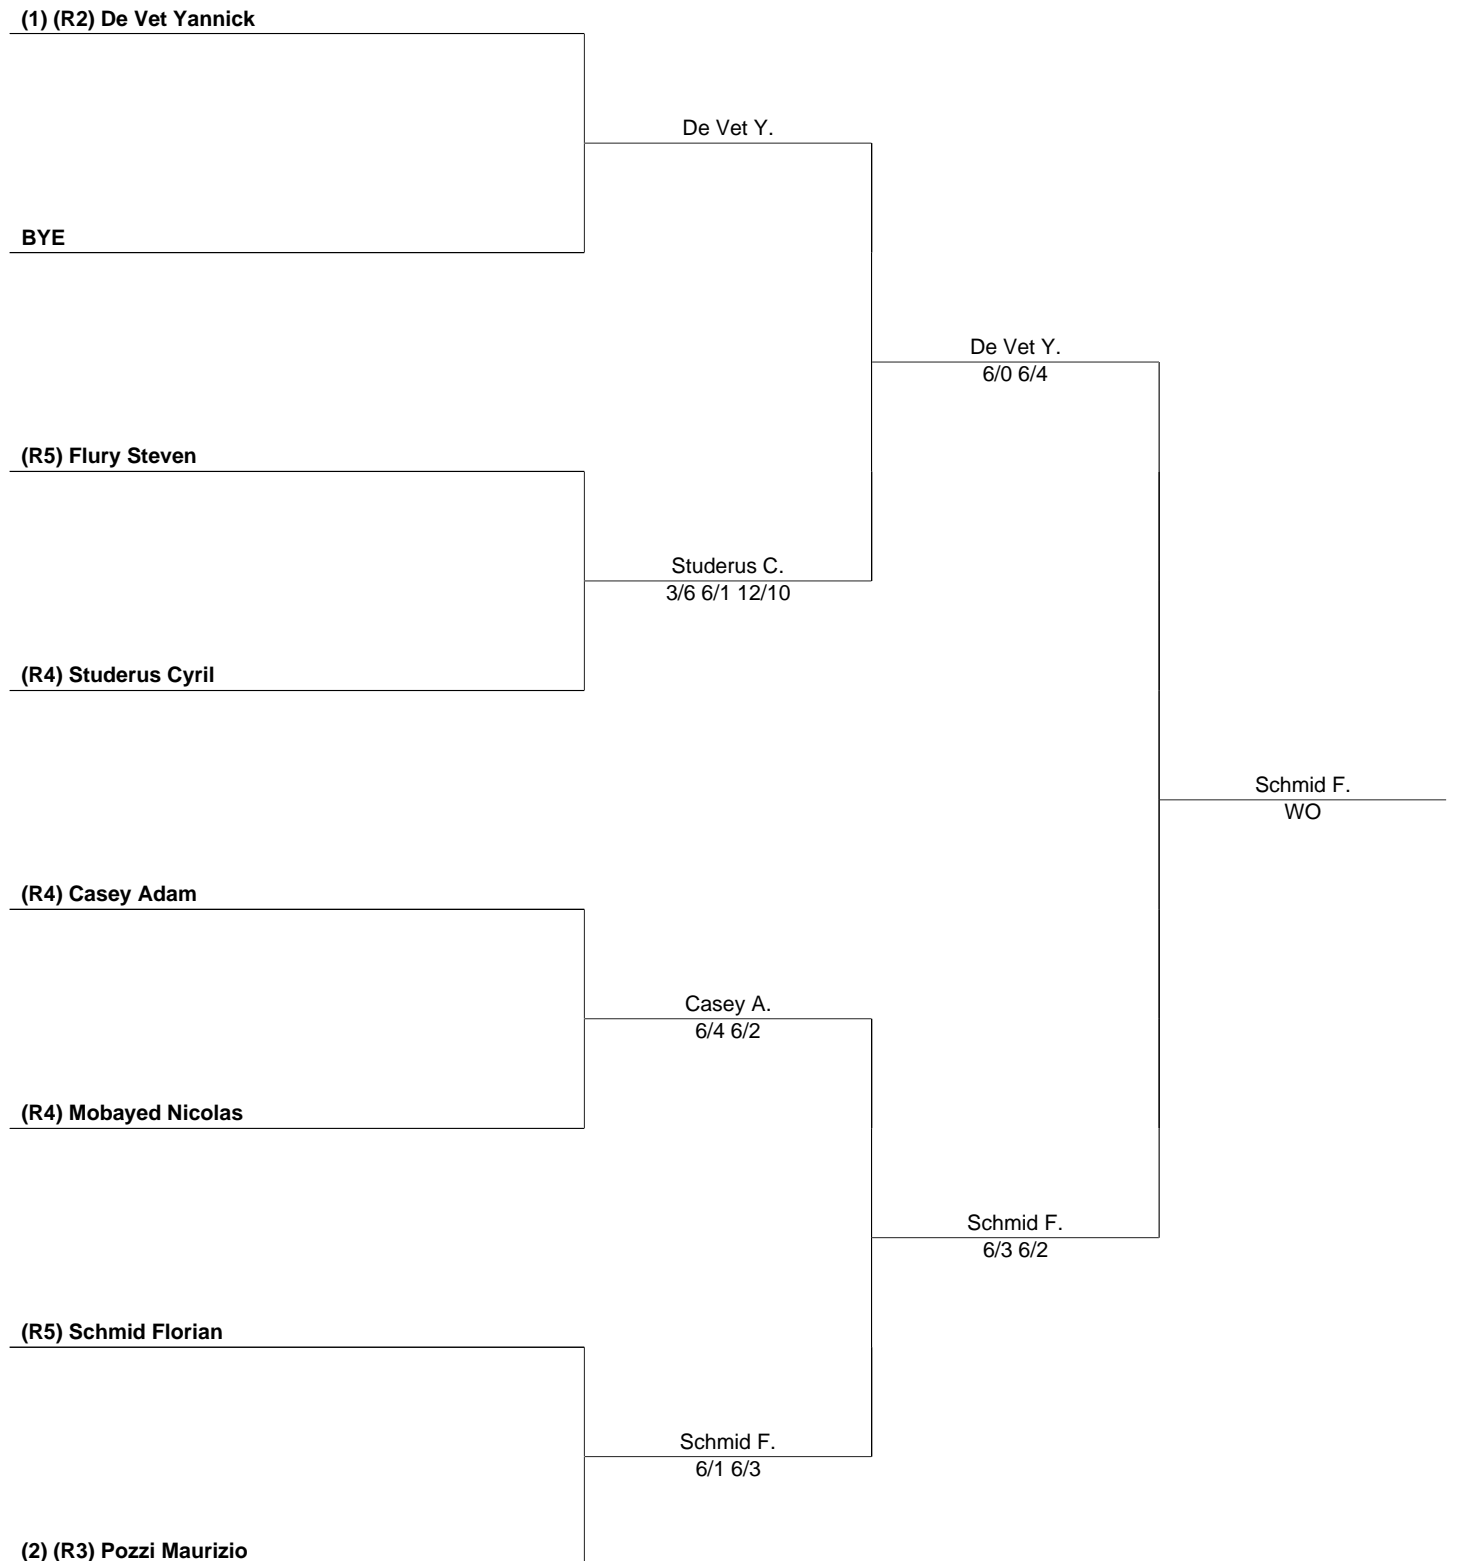 (1) (R2) De Vet Yannick
De Vet Y.
BYE
De Vet Y.
6/0 6/4
(R5) Flury Steven
Studerus C.
3/6 6/1 12/10
(R4) Studerus Cyril
Schmid F.
WO
(R4) Casey Adam
Casey A.
6/4 6/2
(R4) Mobayed Nicolas
Schmid F.
6/3 6/2
(R5) Schmid Florian
Schmid F.
6/1 6/3
(2) (R3) Pozzi Maurizio